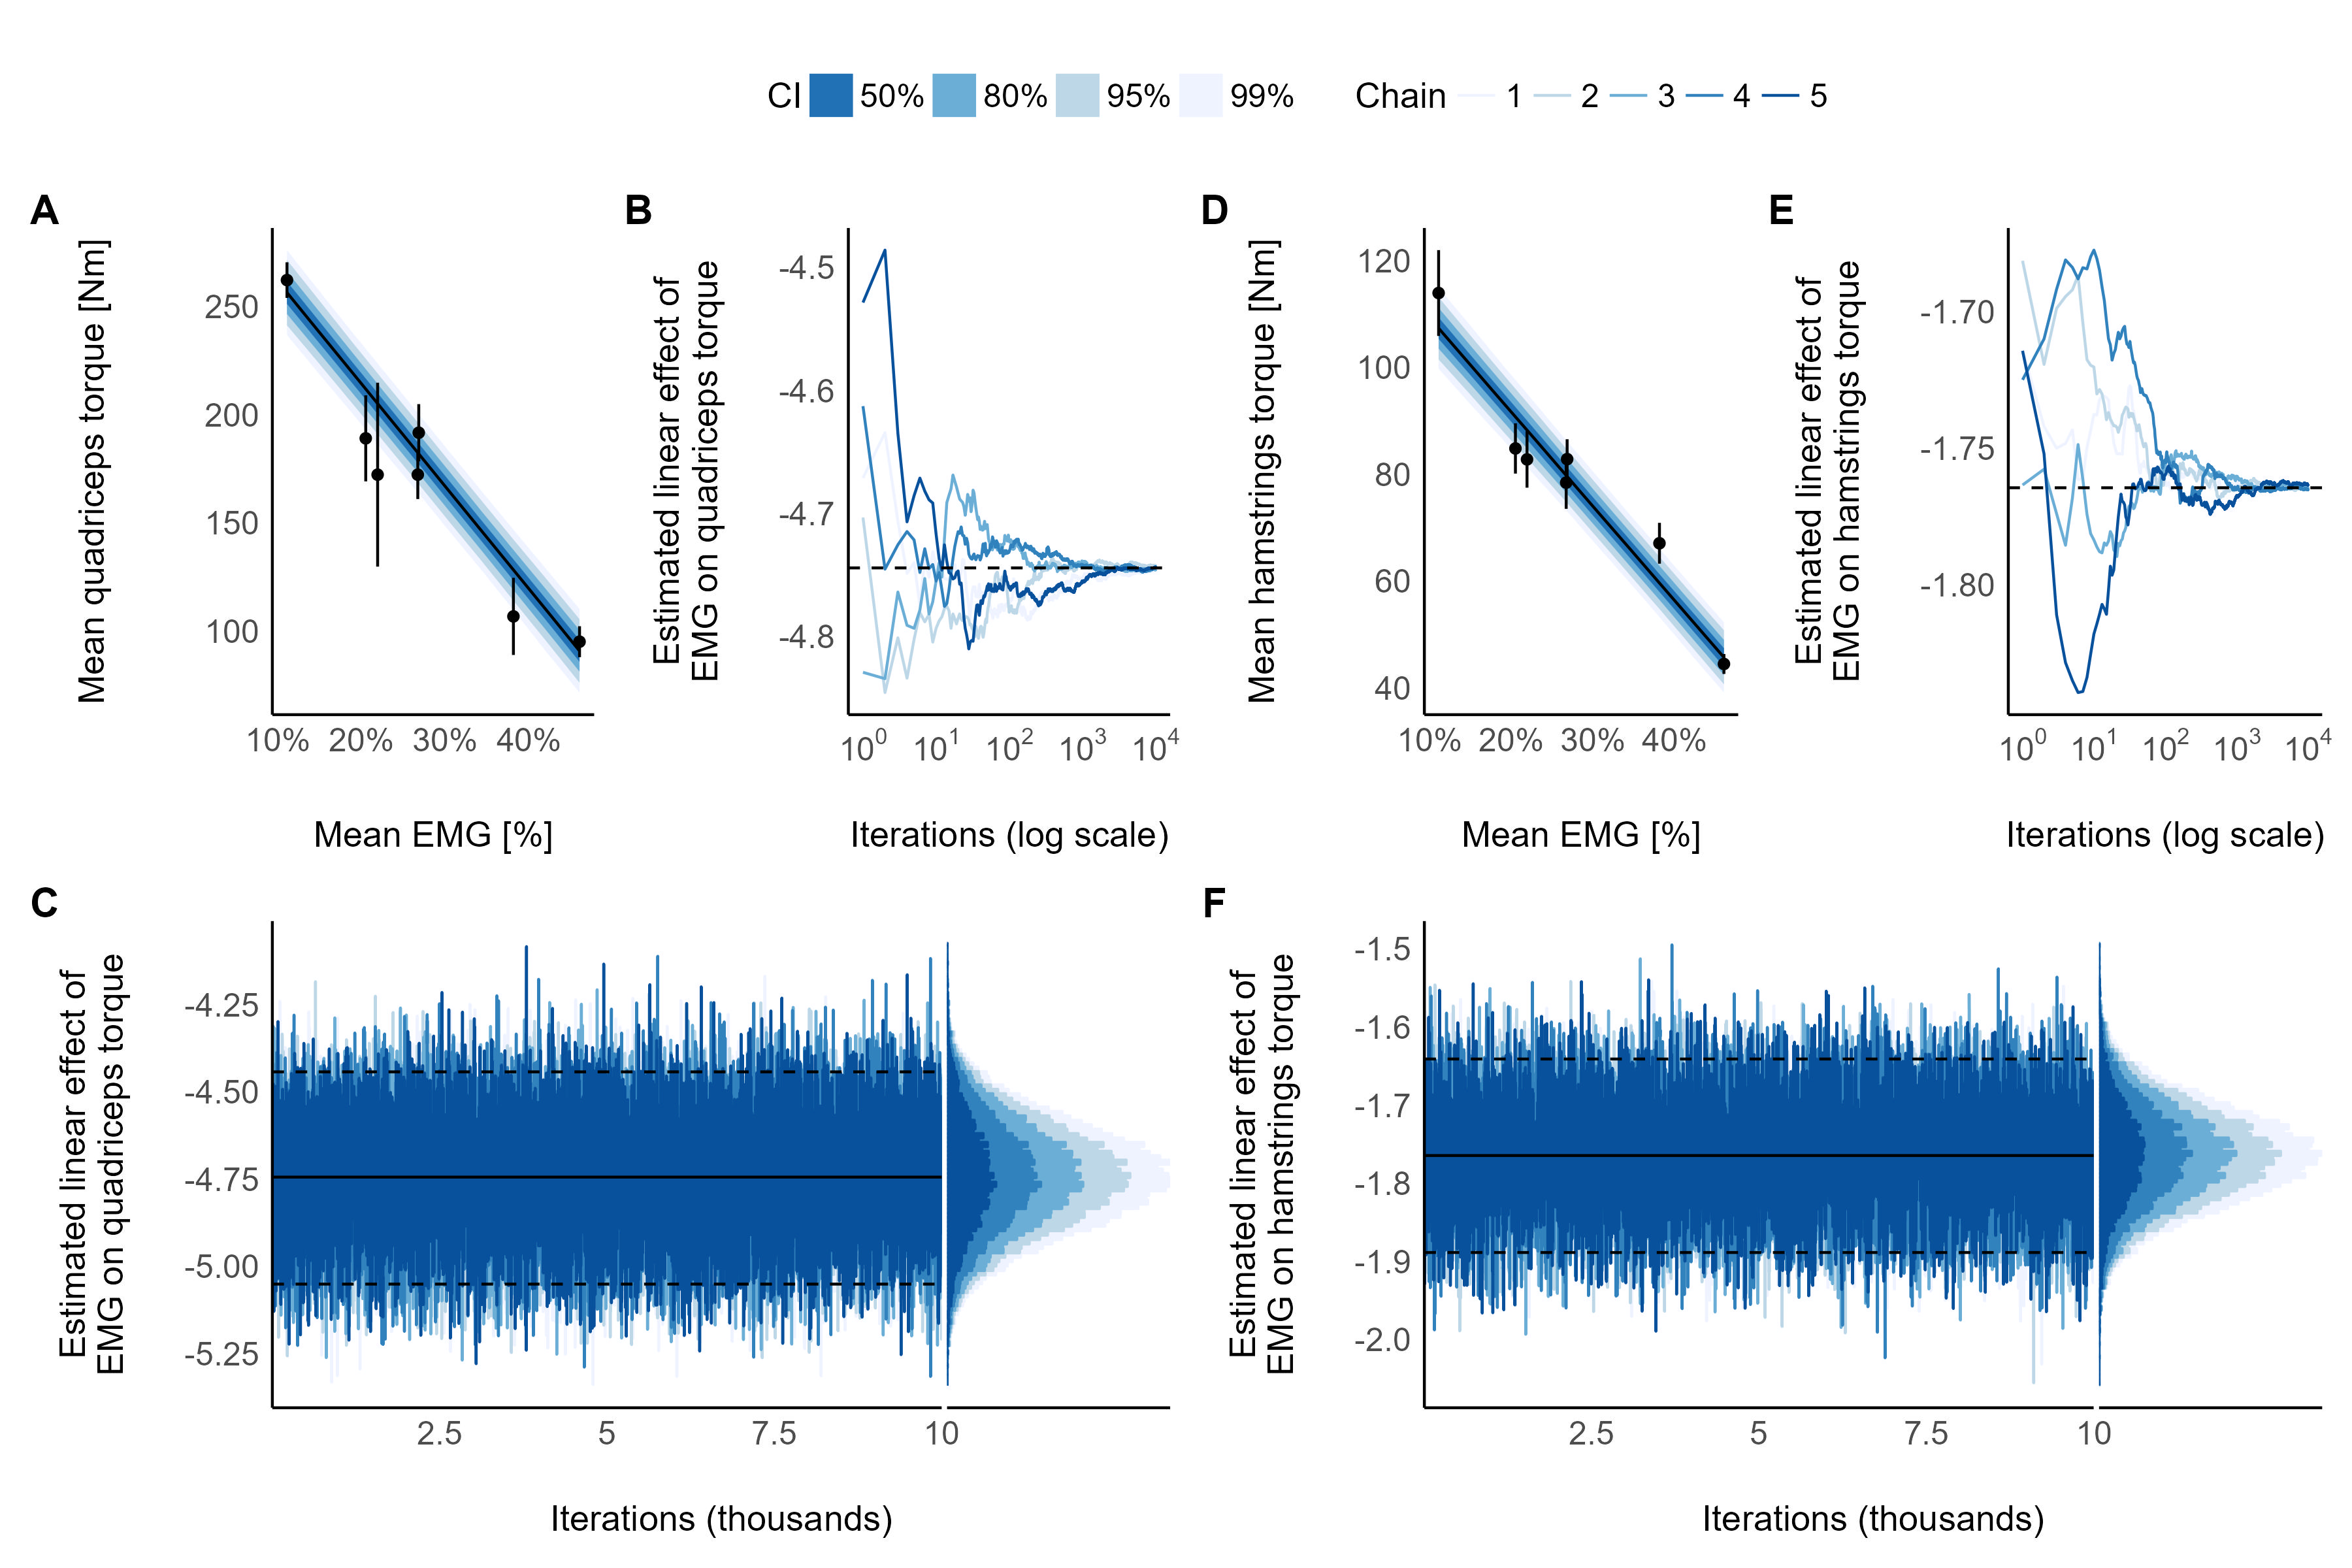 CI 50% 80% 95% 99% Chain 1 2 3 4 5
A
Mean quadriceps torque [Nm]
250
200
150
100
10% 20% 30% 40%
Mean EMG [%]
B
Estimated linear effect of
EMG on quadriceps torque
-4.5
-4.6
-4.7
-4.8
10^0 10^1 10^2 10^3 10^4
Iterations (log scale)
D
Mean hamstrings torque [Nm]
120
100
80
60
40
10% 20% 30% 40%
Mean EMG [%]
E
Estimated linear effect of
EMG on hamstrings torque
-1.70
-1.75
-1.80
10^0 10^1 10^2 10^3 10^4
Iterations (log scale)
C
Estimated linear effect of
EMG on quadriceps torque
-4.25
-4.50
-4.75
-5.00
-5.25
2.5 5 7.5 10
Iterations (thousands)
F
Estimated linear effect of
EMG on hamstrings torque
-1.5
-1.6
-1.7
-1.8
-1.9
-2.0
2.5 5 7.5 10
Iterations (thousands)